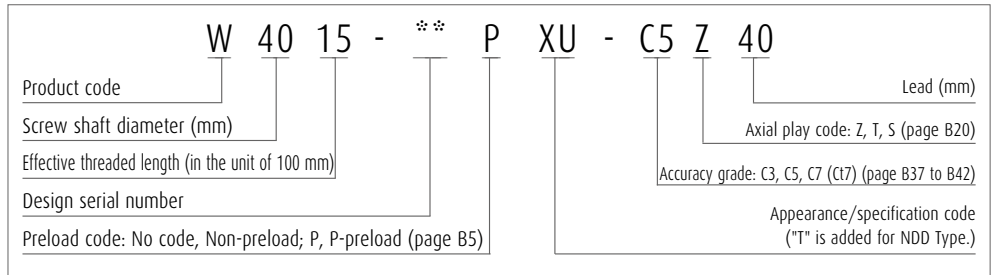 W 40 15 - ** P XU - C5 Z 40
Product code
Lead (mm)
Screw shaft diameter (mm)
Axial play code: Z, T, S (page B20)
Effective threaded length (in the unit of 100 mm)
Accuracy grade: C3, C5, C7 (Ct7) (page B37 to B42)
Design serial number
Appearance/specification code
("T" is added for NDD Type.)
Preload code: No code, Non-preload; P, P-preload (page B5)